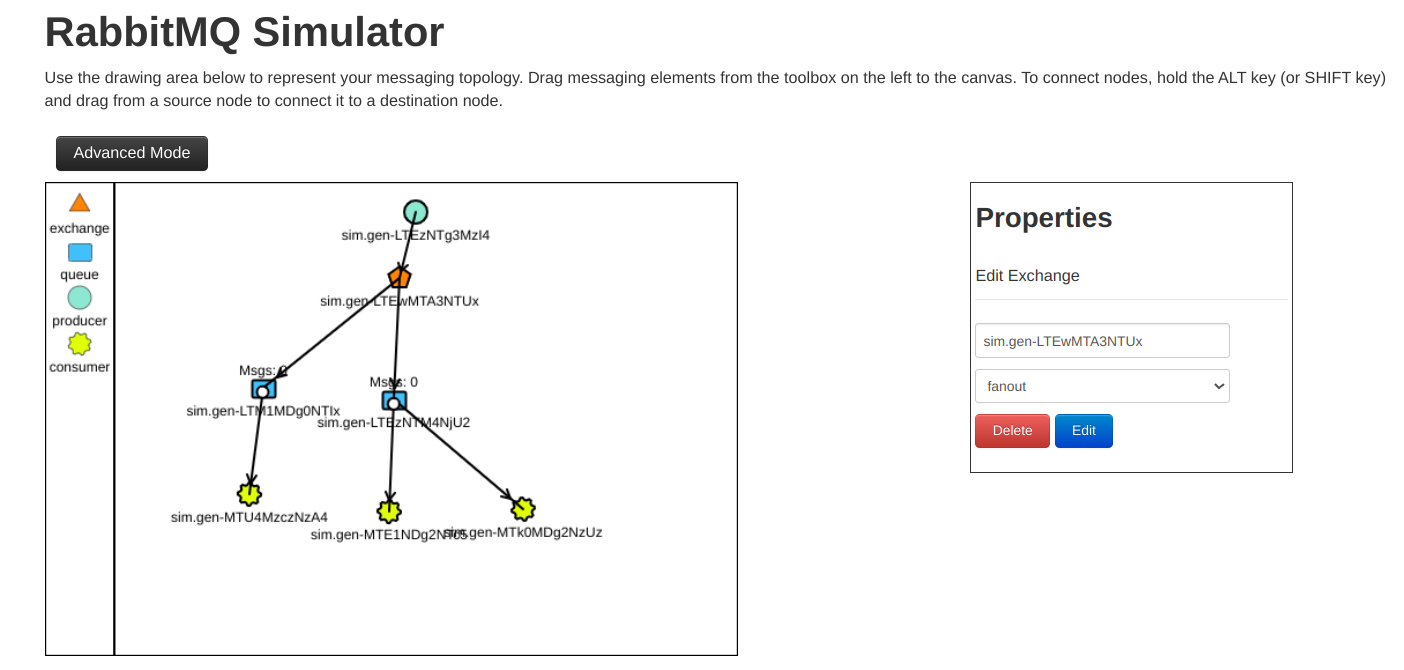 RabbitMQ Simulator
Use the drawing area below to represent your messaging topology. Drag messaging elements from the toolbox on the left to the canvas. To connect nodes, hold the ALT key (or SHIFT key)
and drag from a source node to connect it to a destination node.
Advanced Mode
exchange
queue
producer
consumer
sim.gen-LTEzNTg3MzI4
sim.gen-LTEwMTA3NTUx
Msgs: 0
Msgs: 0
sim.gen-LTM1MDg0NTIx
sim.gen-LTEzNTM4NjU2
sim.gen-MTU4MzczNzA4
sim.gen-MTk0MDg2NzUz
Properties
Edit Exchange
sim.gen-LTEwMTA3NTUx
fanout
Delete
Edit